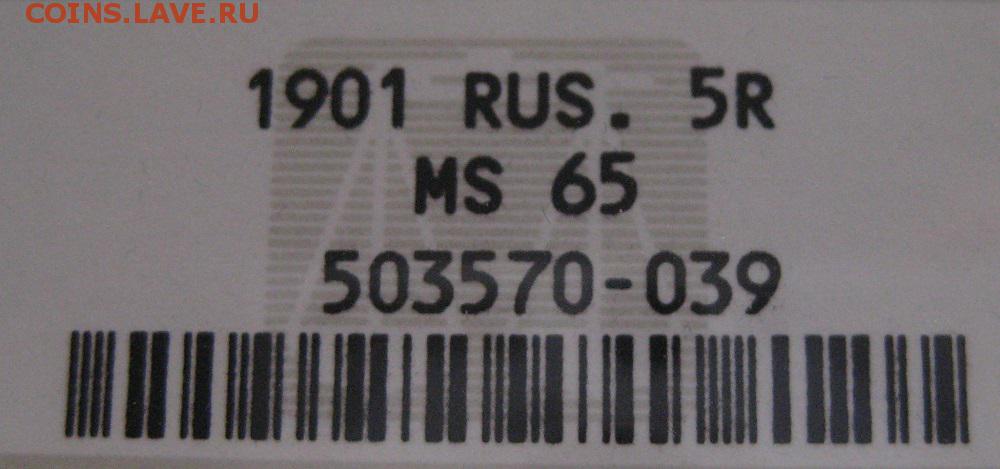 COINS.LAVE.RU
1901 RUS. 5R
MS 65
503570-039